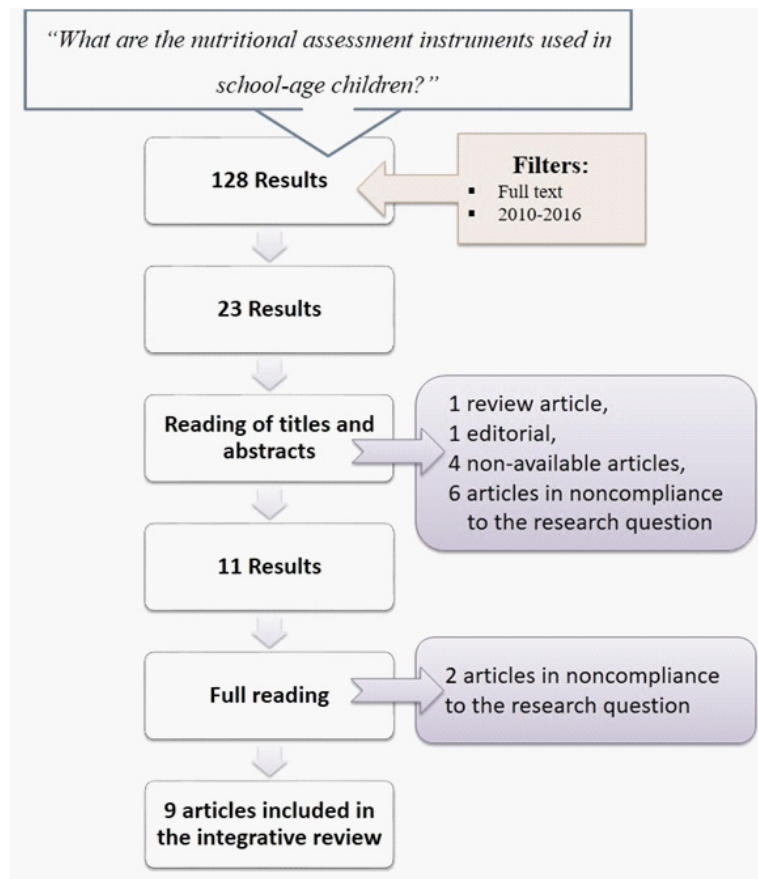 “What are the nutritional assessment instruments used in
school-age children?”
128 Results
Filters:
▪ Full text
▪ 2010-2016
23 Results
Reading of titles and
abstracts
1 review article,
1 editorial,
4 non-available articles,
6 articles in noncompliance
to the research question
11 Results
Full reading
2 articles in noncompliance
to the research question
9 articles included in
the integrative review